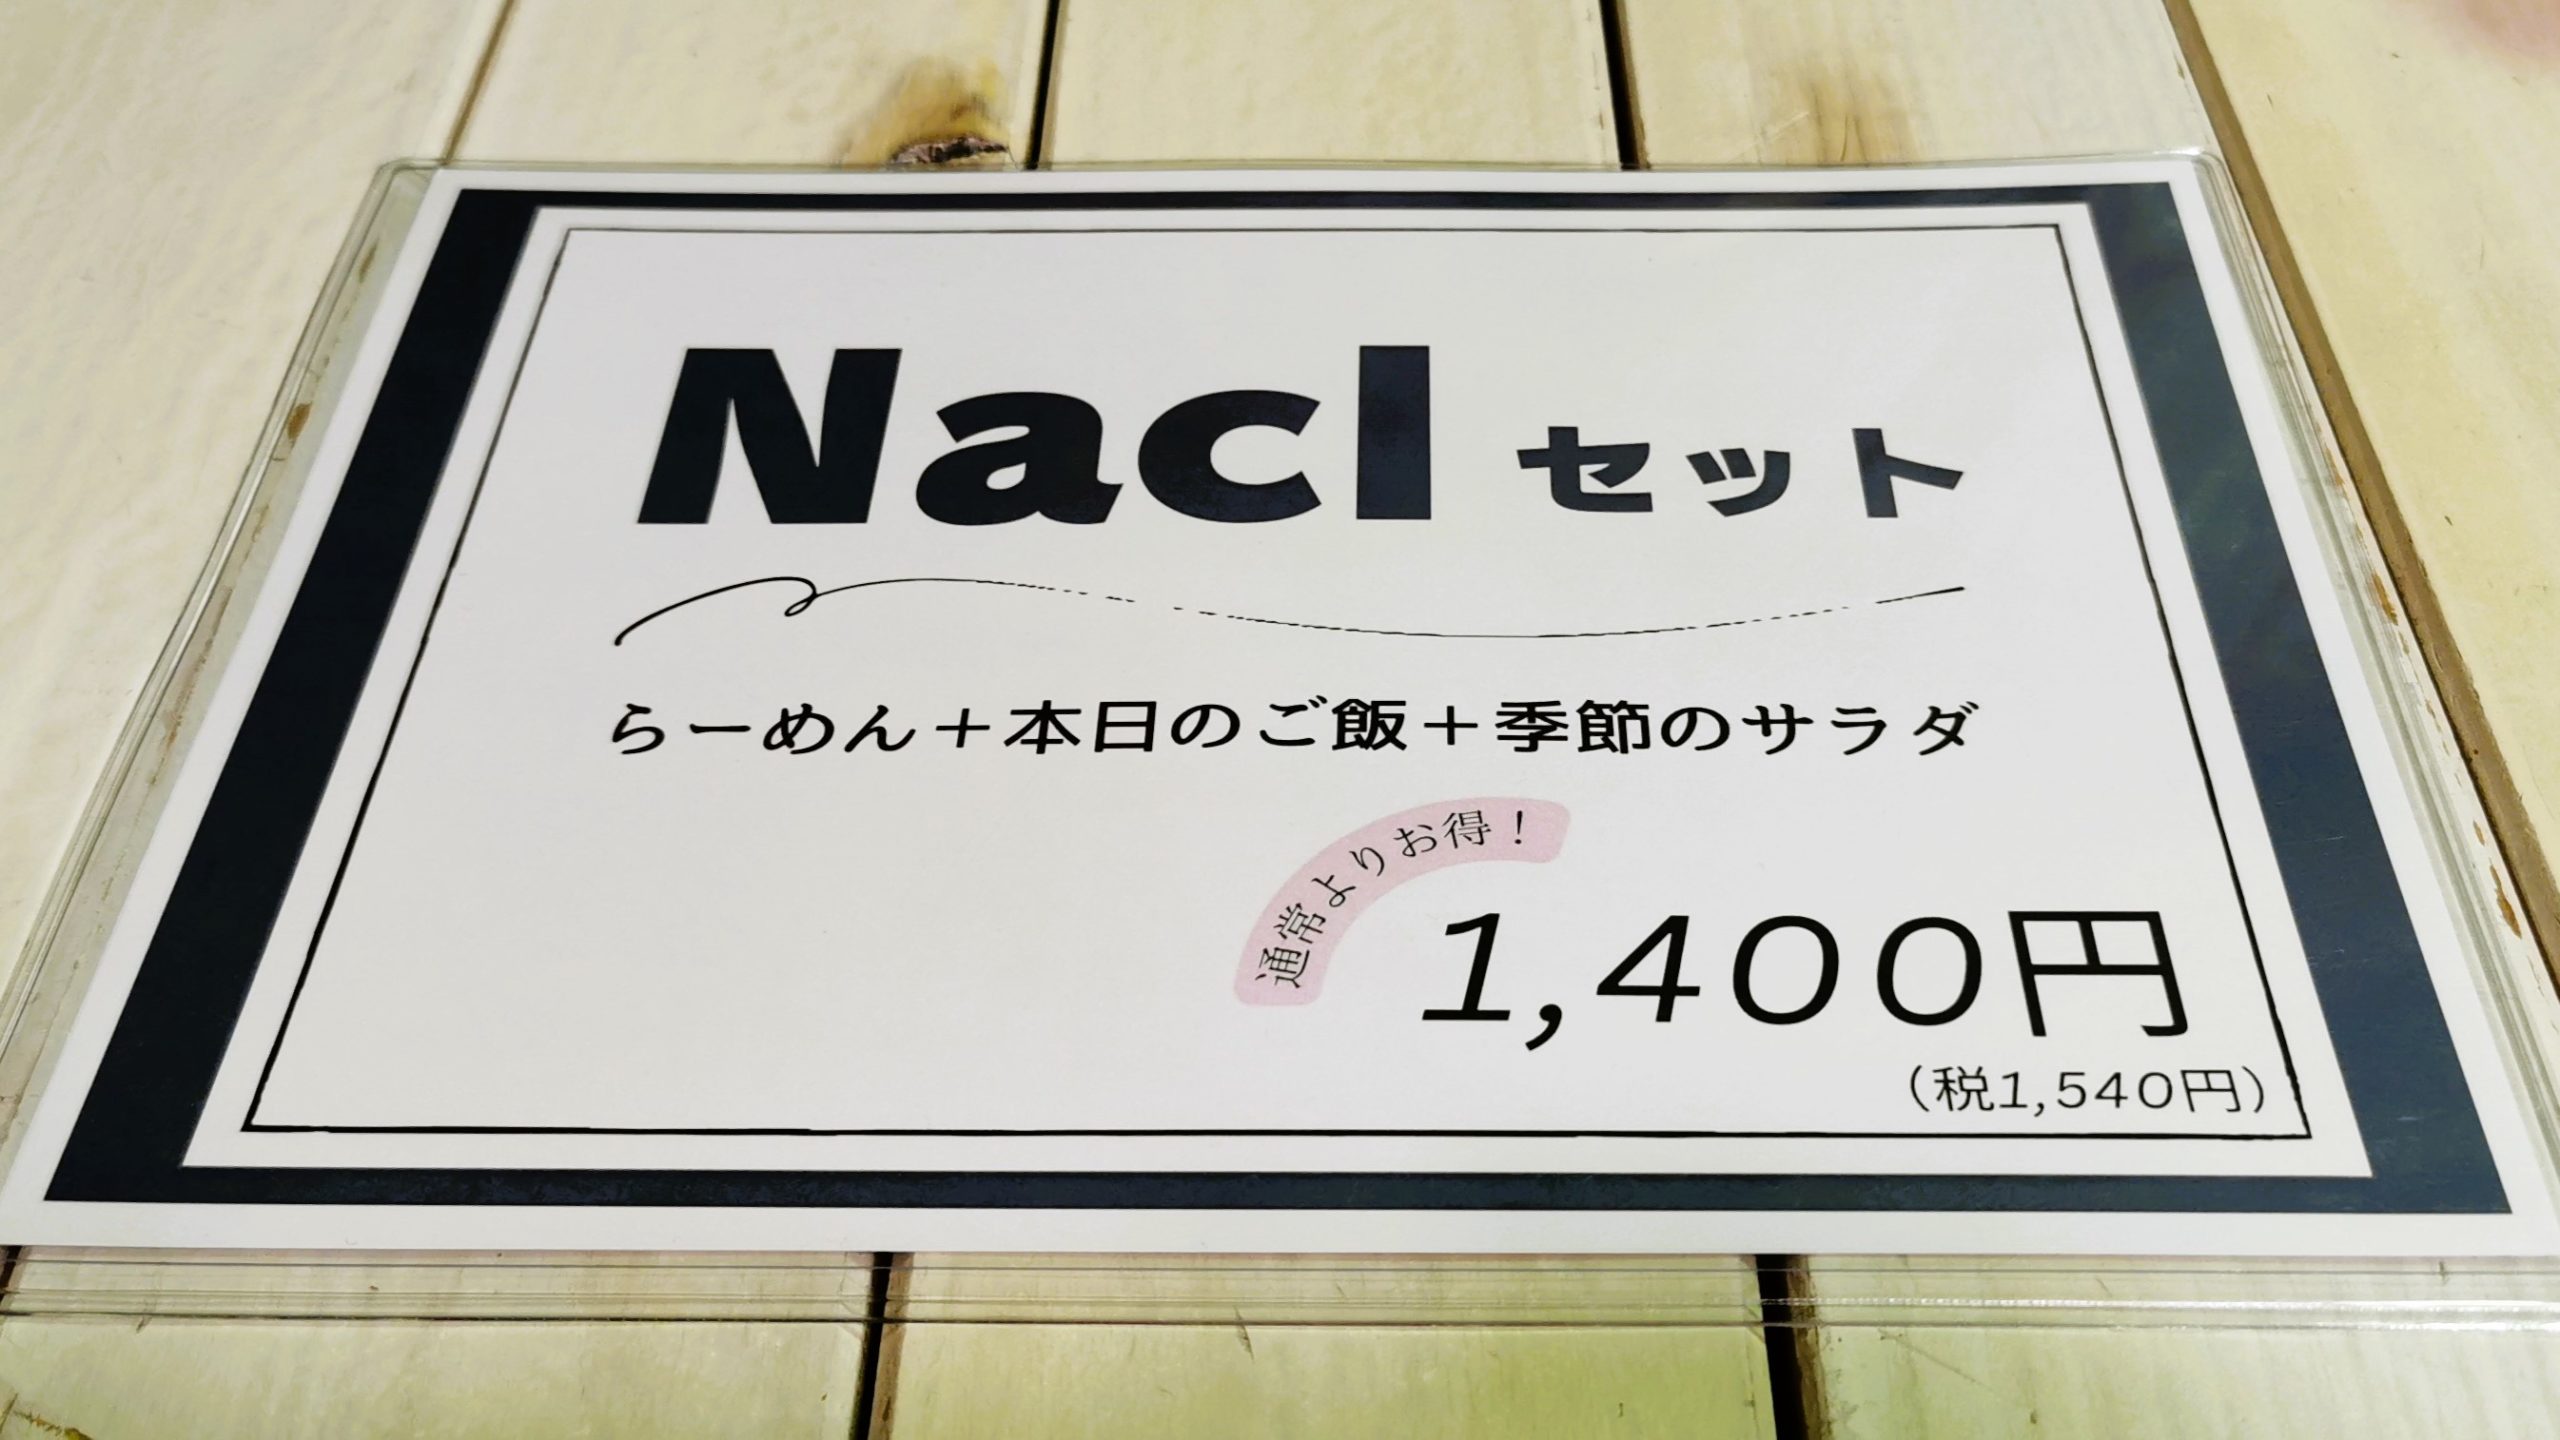 Nacl セット
らーめん＋本日のご飯＋季節のサラダ
通常よりお得！
1,400円
（税1,540円）